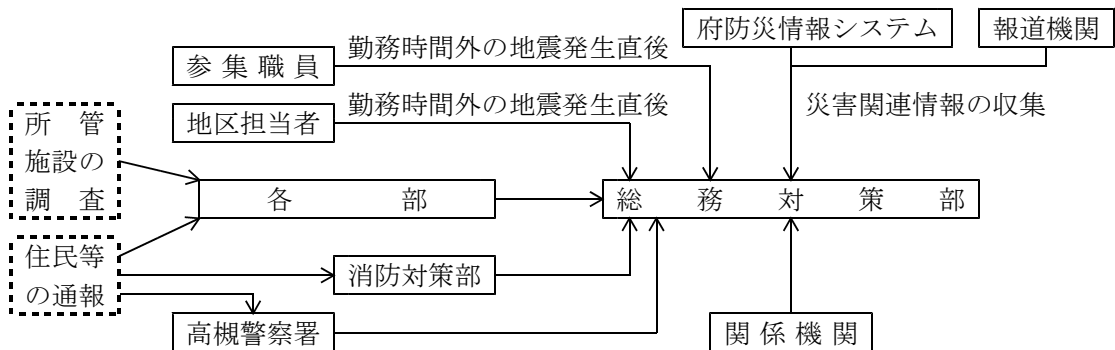 府防災情報システム
報道機関
参集職員
勤務時間外の地震発生直後
災害関連情報の収集
地区担当者
勤務時間外の地震発生直後
所管
施設の
調査
各部
総務対策部
住民等
の通報
消防対策部
高槻警察署
関係機関